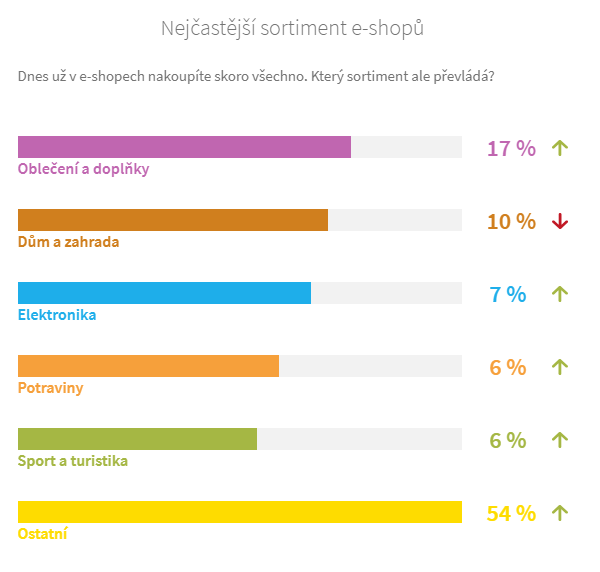 Nejčastější sortiment e-shopů
Dnes už v e-shopech nakoupíte skoro všechno. Který sortiment ale převládá?
17 %
Oblečení a doplňky
10 %
Dům a zahrada
7 %
Elektronika
6 %
Potraviny
6 %
Sport a turistika
54 %
Ostatní